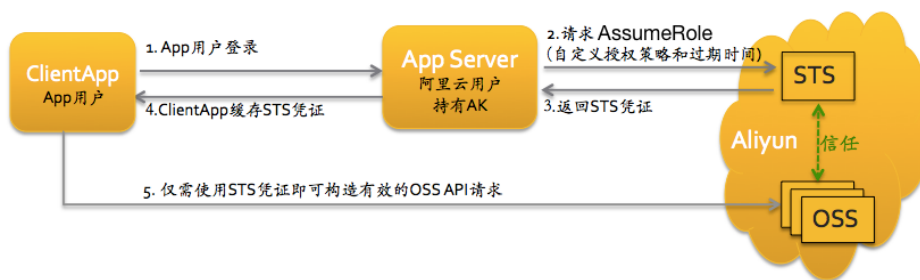 1. App用户登录
2.请求 AssumeRole
(自定义授权策略和过期时间)
ClientApp
App用户
App Server
阿里云用户
持有AK
STS
4.ClientApp缓存STS凭证
3.返回STS凭证
Aliyun
信任
5. 仅需使用STS凭证即可构造有效的OSS API请求
OSS